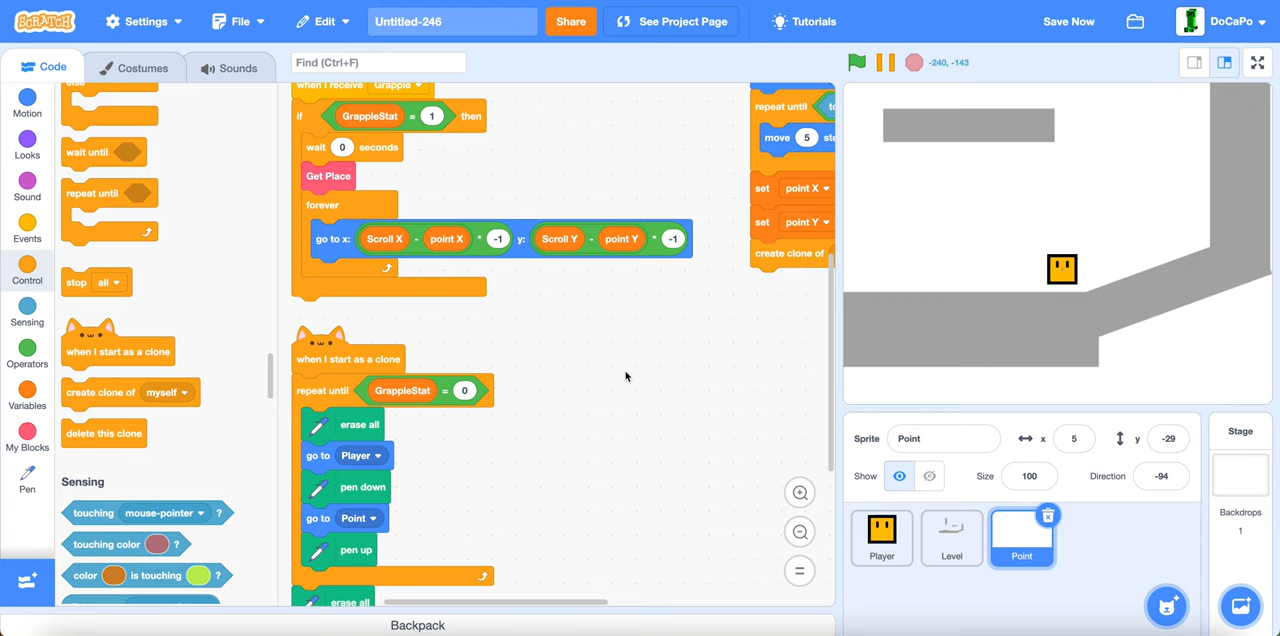 SCRATCH Settings File Edit Untitled-246 Share See Project Page Tutorials Save Now DoCaPo
Code Costumes Sounds Find (Ctrl+F) -240, -143
Motion
Looks
Sound
Events
Control
Sensing
Operators
Variables
My Blocks
Pen
else
wait until
repeat until
stop all
when I start as a clone
create clone of myself
delete this clone
Sensing
touching mouse-pointer ?
touching color ?
color is touching ?
when I receive Grapple
if GrappleStat = 1 then
wait 0 seconds
Get Place
forever
go to x: Scroll X - point X * -1 y: Scroll Y - point Y * -1
when I start as a clone
repeat until GrappleStat = 0
erase all
go to Player
pen down
go to Point
pen up
erase all
repeat until
move 5
set point X
set point Y
create clone of
Backpack
Sprite Point x 5 y -29
Show Size 100 Direction -94
Player
Level
Point
Stage
Backdrops
1